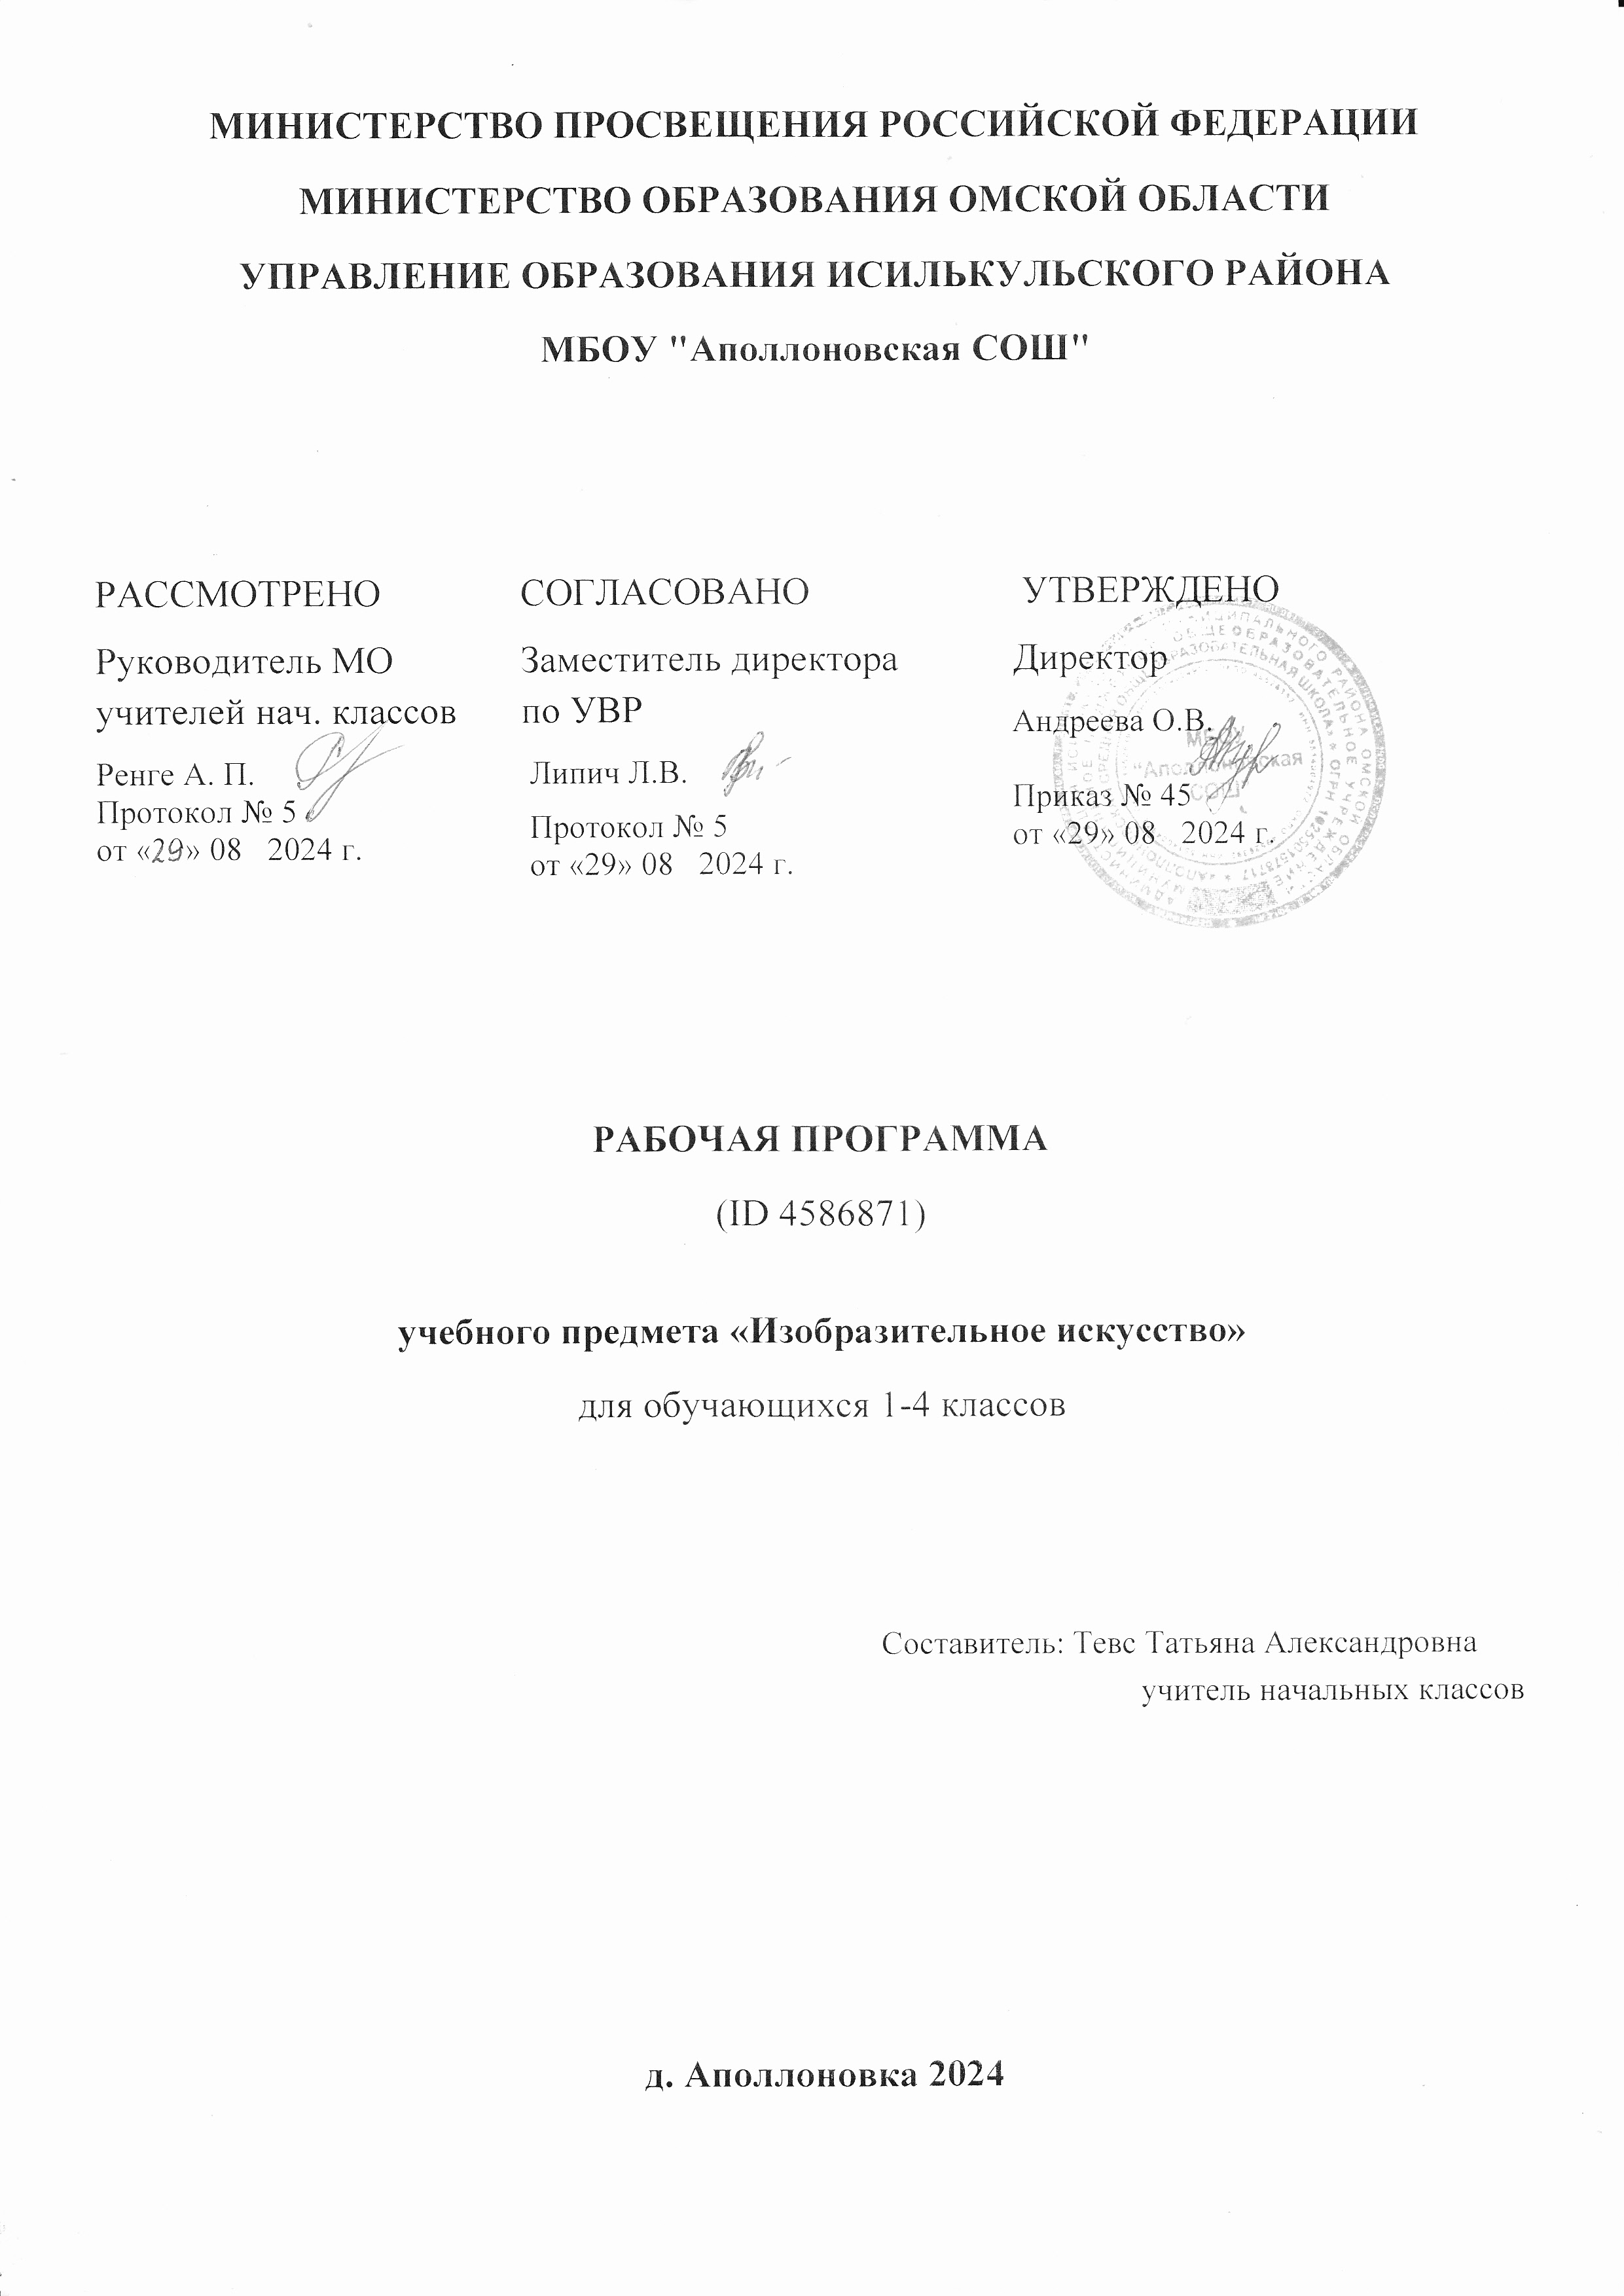 МИНИСТЕРСТВО ПРОСВЕЩЕНИЯ РОССИЙСКОЙ ФЕДЕРАЦИИ
МИНИСТЕРСТВО ОБРАЗОВАНИЯ ОМСКОЙ ОБЛАСТИ
УПРАВЛЕНИЕ ОБРАЗОВАНИЯ ИСИЛЬКУЛЬСКОГО РАЙОНА
МБОУ "Аполлоновская СОШ"
РАССМОТРЕНО
Руководитель МО
учителей нач. классов
Ренге А. П.
Протокол № 5
от «29» 08 2024 г.
СОГЛАСОВАНО
Заместитель директора
по УВР
Липич Л.В.
Протокол № 5
от «29» 08 2024 г.
УТВЕРЖДЕНО
Директор
Андреева О.В.
Приказ № 45
от «29» 08 2024 г.
МБОУ
"Аполлоновская
СОШ"
РАБОЧАЯ ПРОГРАММА
(ID 4586871)
учебного предмета «Изобразительное искусство»
для обучающихся 1-4 классов
Составитель: Тевс Татьяна Александровна
учитель начальных классов
д. Аполлоновка 2024